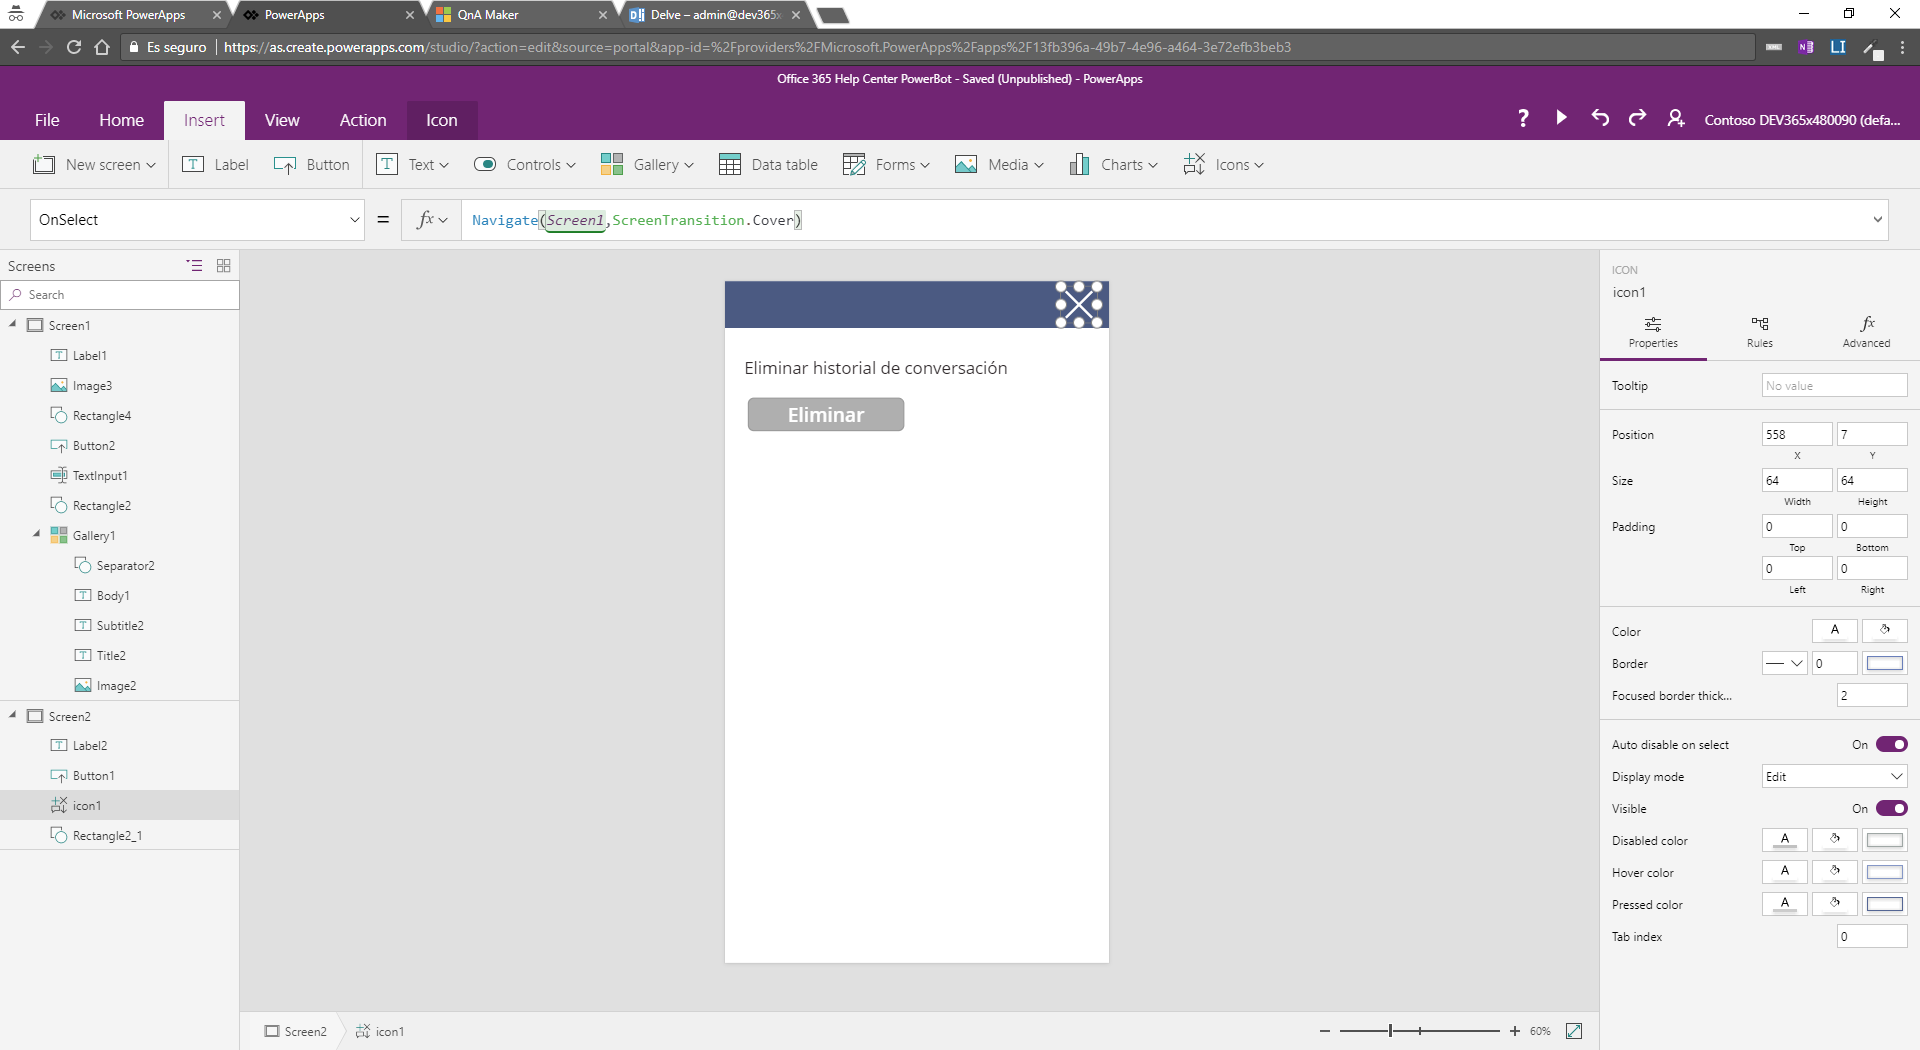 Microsoft PowerApps
PowerApps
QnA Maker
Delve – admin@dev365x
Es seguro
https://as.create.powerapps.com/studio/?action=edit&source=portal&app-id=%2Fproviders%2FMicrosoft.PowerApps%2Fapps%2F13fb396a-49b7-4e96-a464-3e72efb3beb3
Office 365 Help Center PowerBot - Saved (Unpublished) - PowerApps
File Home Insert View Action Icon
? Contoso DEV365x480090 (defa...
New screen Label Button Text Controls Gallery Data table Forms Media Charts Icons
OnSelect = fx Navigate(Screen1,ScreenTransition.Cover)
Screens
Search
Screen1
Label1
Image3
Rectangle4
Button2
TextInput1
Rectangle2
Gallery1
Separator2
Body1
Subtitle2
Title2
Image2
Screen2
Label2
Button1
icon1
Rectangle2_1
Eliminar historial de conversación
Eliminar
Screen2 icon1
60%
ICON
icon1
Properties Rules Advanced
Tooltip No value
Position 558 7
X Y
Size 64 64
Width Height
Padding 0 0
Top Bottom
0 0
Left Right
Color A
Border 0
Focused border thick... 2
Auto disable on select On
Display mode Edit
Visible On
Disabled color A
Hover color A
Pressed color A
Tab index 0